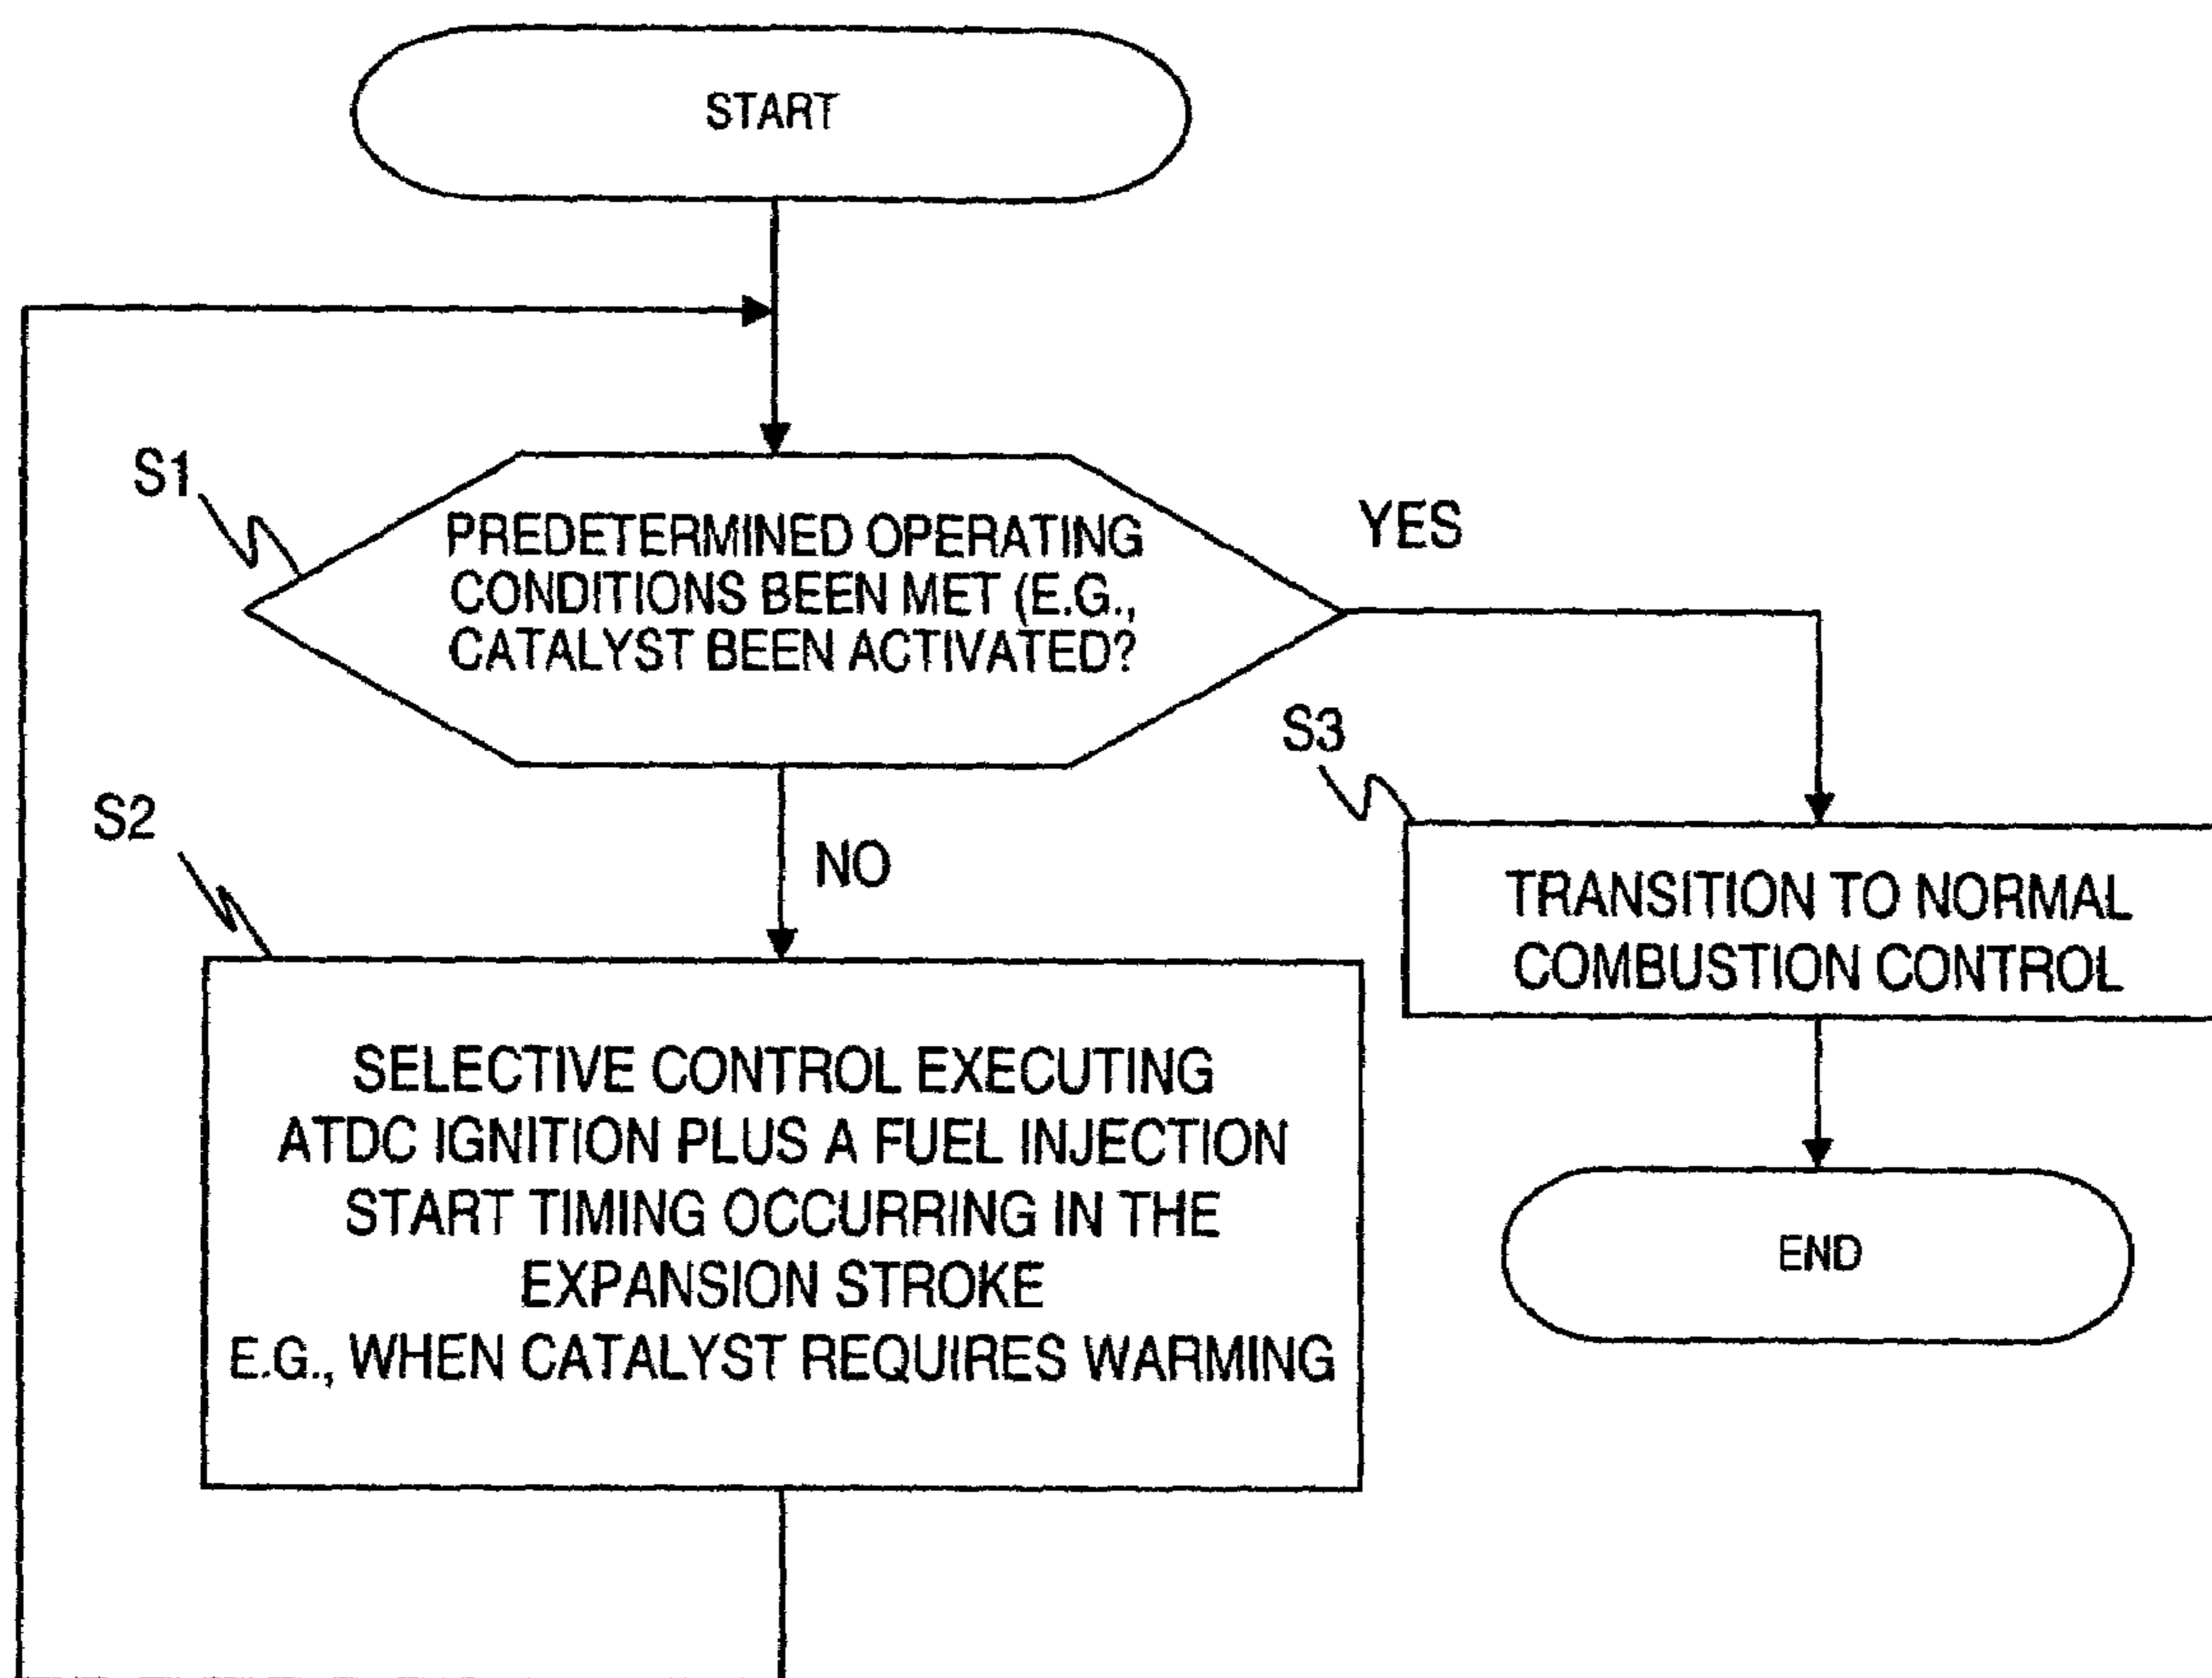 START
S1
PREDETERMINED OPERATING
CONDITIONS BEEN MET (E.G.,
CATALYST BEEN ACTIVATED?
YES
NO
S2
SELECTIVE CONTROL EXECUTING
ATDC IGNITION PLUS A FUEL INJECTION
START TIMING OCCURRING IN THE
EXPANSION STROKE
E.G., WHEN CATALYST REQUIRES WARMING
S3
TRANSITION TO NORMAL
COMBUSTION CONTROL
END